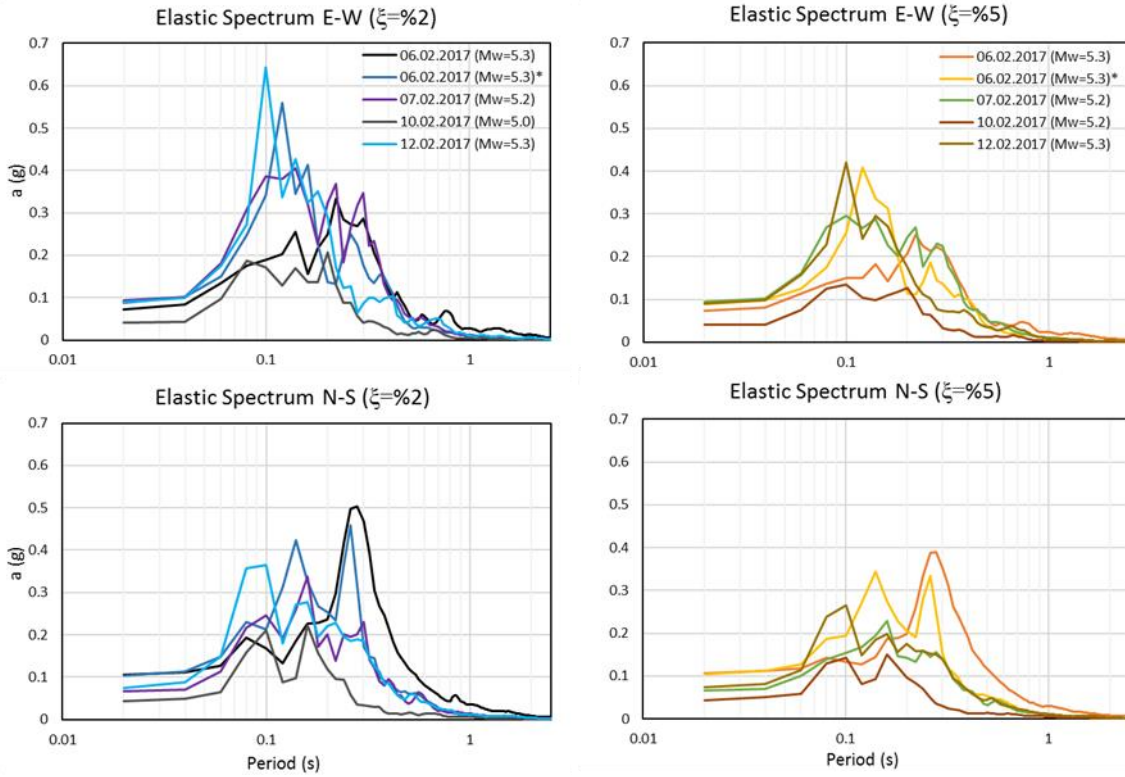 Elastic Spectrum E-W (ξ=%2)
0.7
0.6
0.5
0.4
0.3
0.2
0.1
0
a (g)
0.01
0.1
1
06.02.2017 (Mw=5.3)
06.02.2017 (Mw=5.3)*
07.02.2017 (Mw=5.2)
10.02.2017 (Mw=5.0)
12.02.2017 (Mw=5.3)
Elastic Spectrum E-W (ξ=%5)
0.7
0.6
0.5
0.4
0.3
0.2
0.1
0
0.01
0.1
1
06.02.2017 (Mw=5.3)
06.02.2017 (Mw=5.3)*
07.02.2017 (Mw=5.2)
10.02.2017 (Mw=5.2)
12.02.2017 (Mw=5.3)
Elastic Spectrum N-S (ξ=%2)
0.7
0.6
0.5
0.4
0.3
0.2
0.1
0
a (g)
0.01
0.1
1
Period (s)
Elastic Spectrum N-S (ξ=%5)
0.7
0.6
0.5
0.4
0.3
0.2
0.1
0
0.01
0.1
1
Period (s)